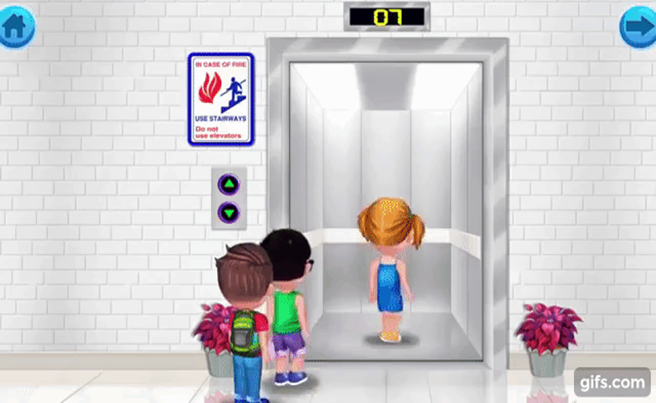 07
IN CASE OF FIRE
USE STAIRWAYS
Do not
use elevators
gifs.com